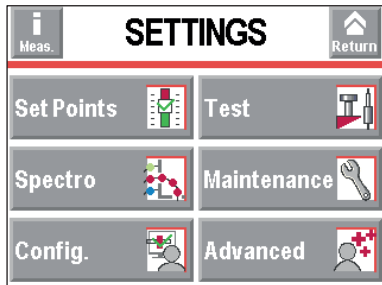 Meas.
SETTINGS
Return
Set Points
Test
Spectro
Maintenance
Config.
Advanced